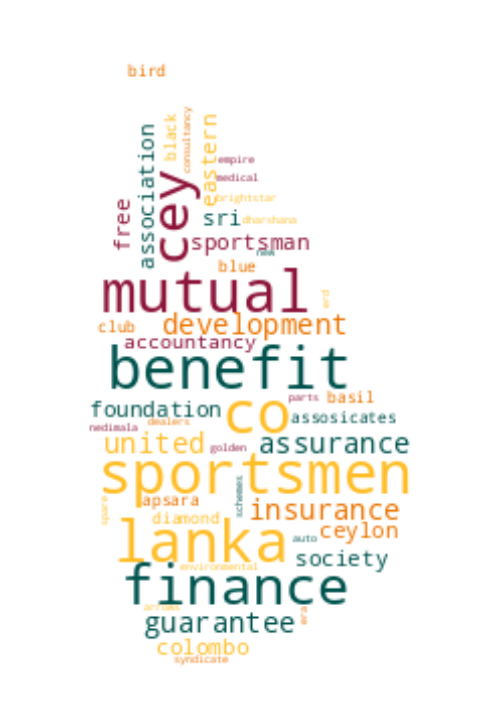 bird
consultancy
black
eastern
association
empire
medical
cey
brightstar
free
sri
dharshana
sportsman
new
blue
mutual
club
development
accountancy
benefit
parts
basil
foundation
co
assosicates
dealers
nedimala
united
golden
assurance
sportsmen
schemes
apsara
spare
insurance
diamond
lanka
ceylon
auto
society
environmental
finance
arrows
era
guarantee
colombo
syndicate